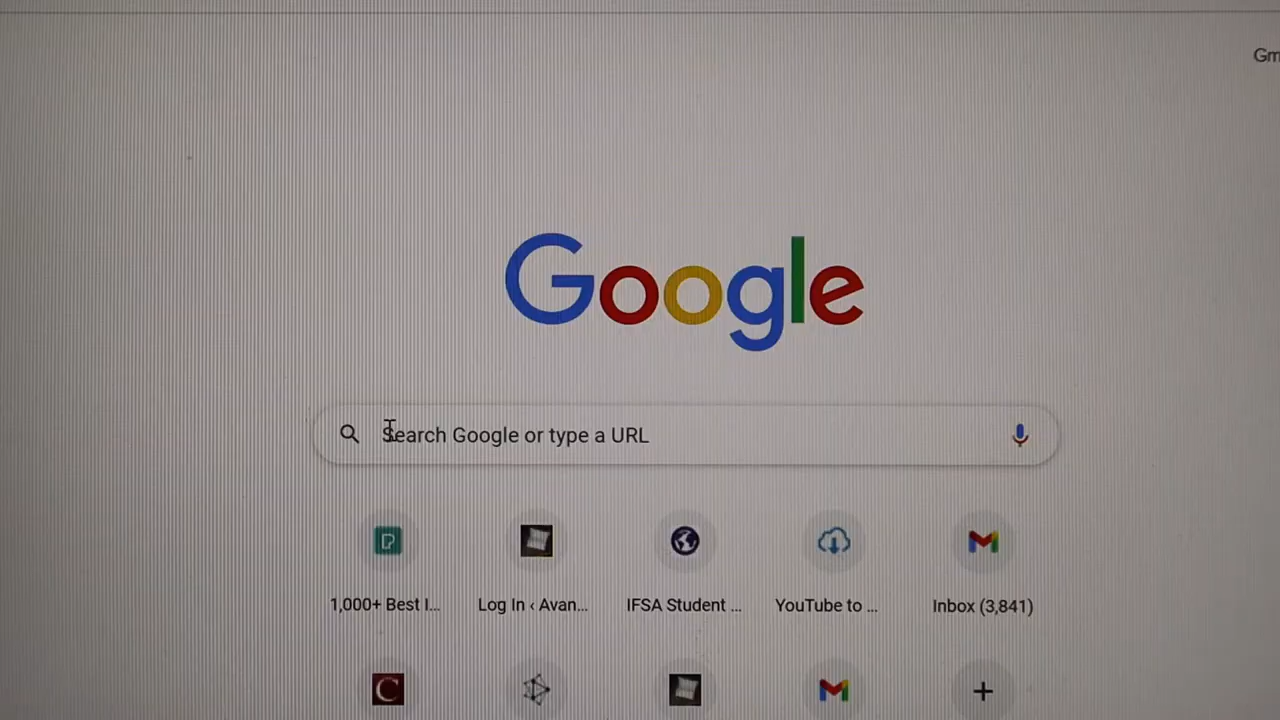 Gm
Google
Search Google or type a URL
1,000+ Best I...
Log In ‹ Avan...
IFSA Student ...
YouTube to ...
Inbox (3,841)
C